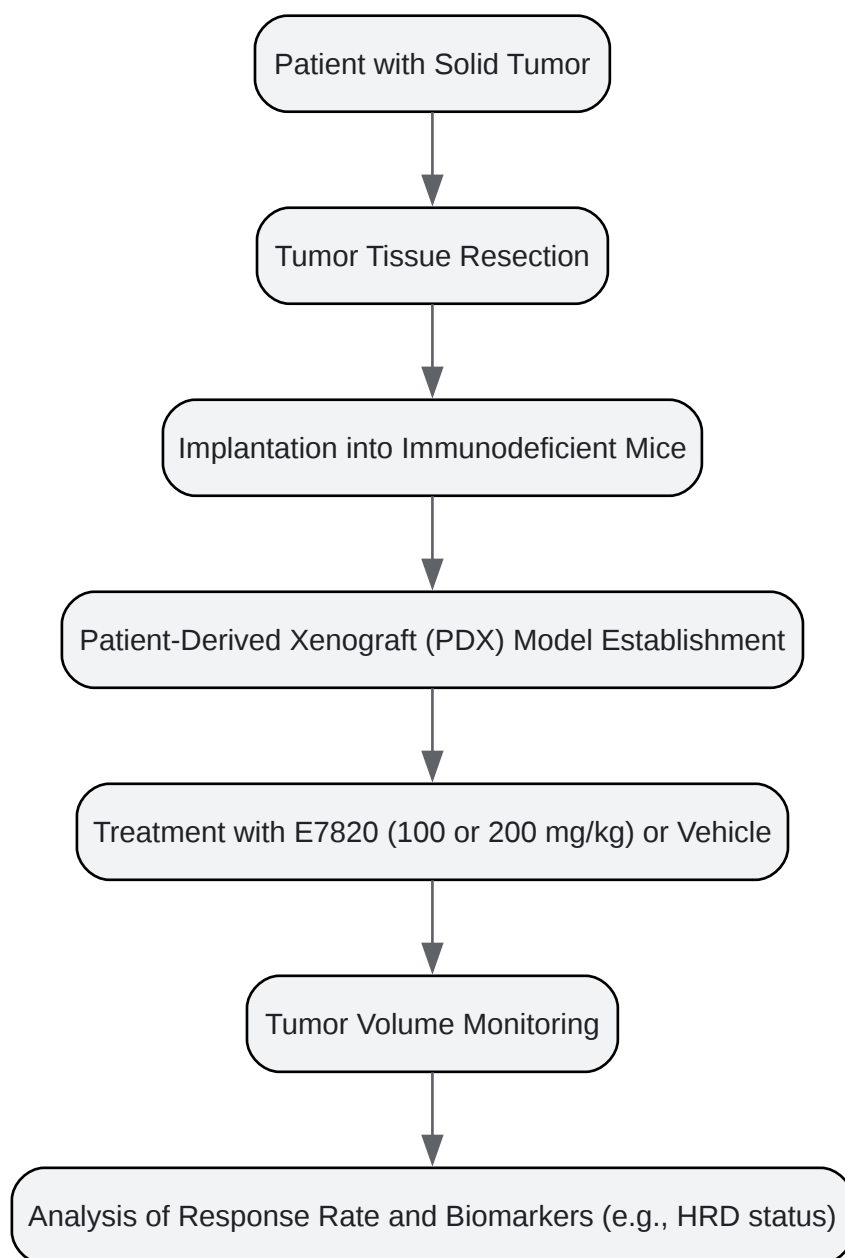 Patient with Solid Tumor
Tumor Tissue Resection
Implantation into Immunodeficient Mice
Patient-Derived Xenograft (PDX) Model Establishment
Treatment with E7820 (100 or 200 mg/kg) or Vehicle
Tumor Volume Monitoring
Analysis of Response Rate and Biomarkers (e.g., HRD status)